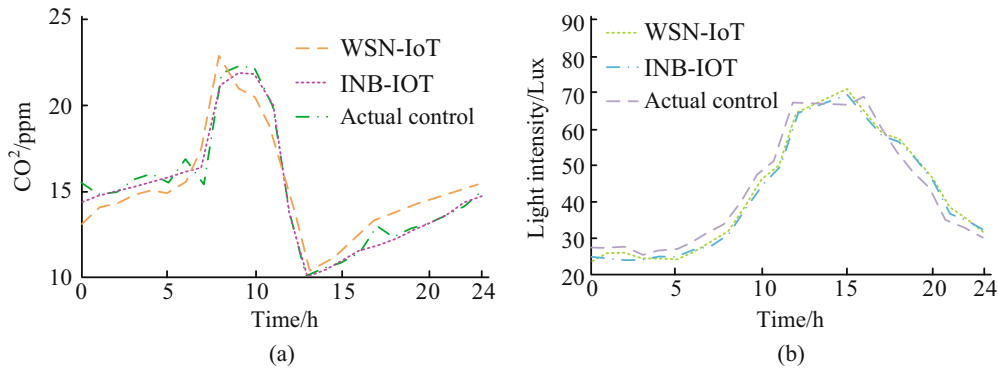 CO²/ppm
25
20
15
10
0
5
10
15
20
24
Time/h
WSN-IoT
INB-IOT
Actual control
(a)
Light intensity/Lux
90
80
70
60
50
40
30
20
0
5
10
15
20
24
Time/h
WSN-IoT
INB-IOT
Actual control
(b)